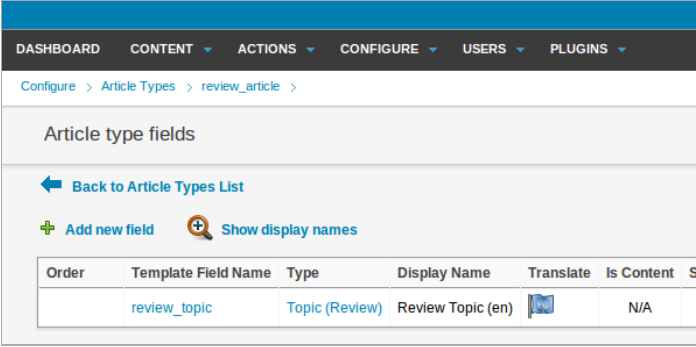 DASHBOARD CONTENT ACTIONS CONFIGURE USERS PLUGINS
Configure > Article Types > review_article >
Article type fields
Back to Article Types List
Add new field Show display names
Order Template Field Name Type Display Name Translate Is Content S
review_topic Topic (Review) Review Topic (en) N/A